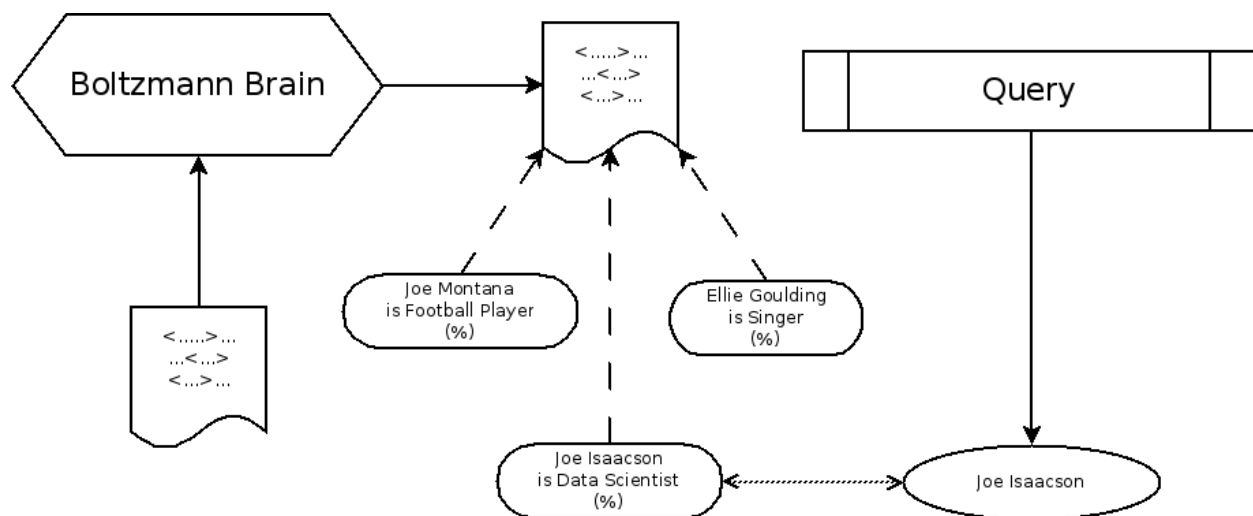 Boltzmann Brain
<.....>...
...<...>
<...>...
Query
Joe Montana
is Football Player
(%)
Ellie Goulding
is Singer
(%)
<.....>...
...<...>
<...>...
Joe Isaacson
is Data Scientist
(%)
Joe Isaacson